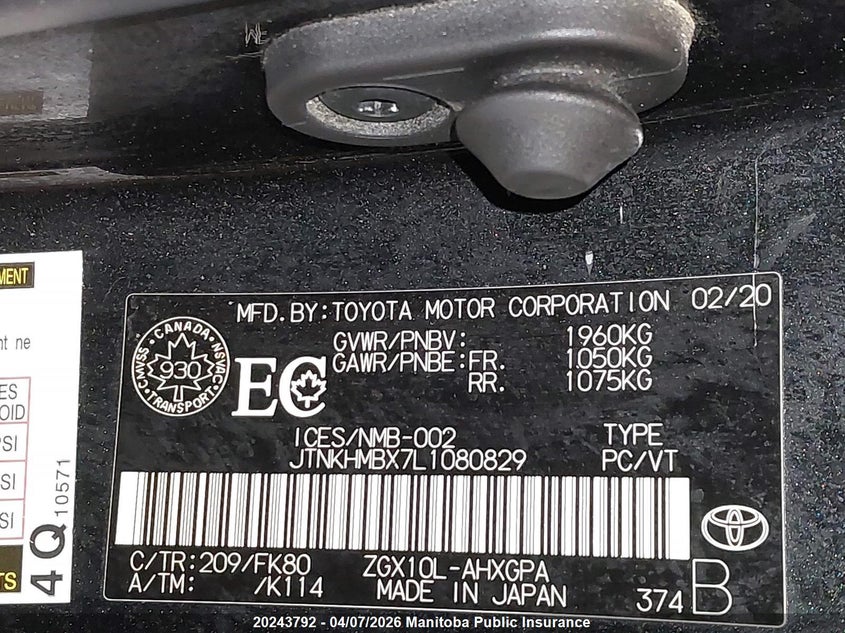 MFD.BY:TOYOTA MOTOR CORPORATION 02/20
GVWR/PNBV: 1960KG
GAWR/PNBE:FR. 1050KG
RR. 1075KG
CANADA
CMVSS NSVAC
930
TRANSPORT
EC
ICES/NMB-002 TYPE
JTNKHMBX7L1080829 PC/VT
C/TR:209/FK80 ZGX10L-AHXGPA
A/TM: /K114 MADE IN JAPAN 374 B
4Q 10571
20243792 - 04/07/2026 Manitoba Public Insurance